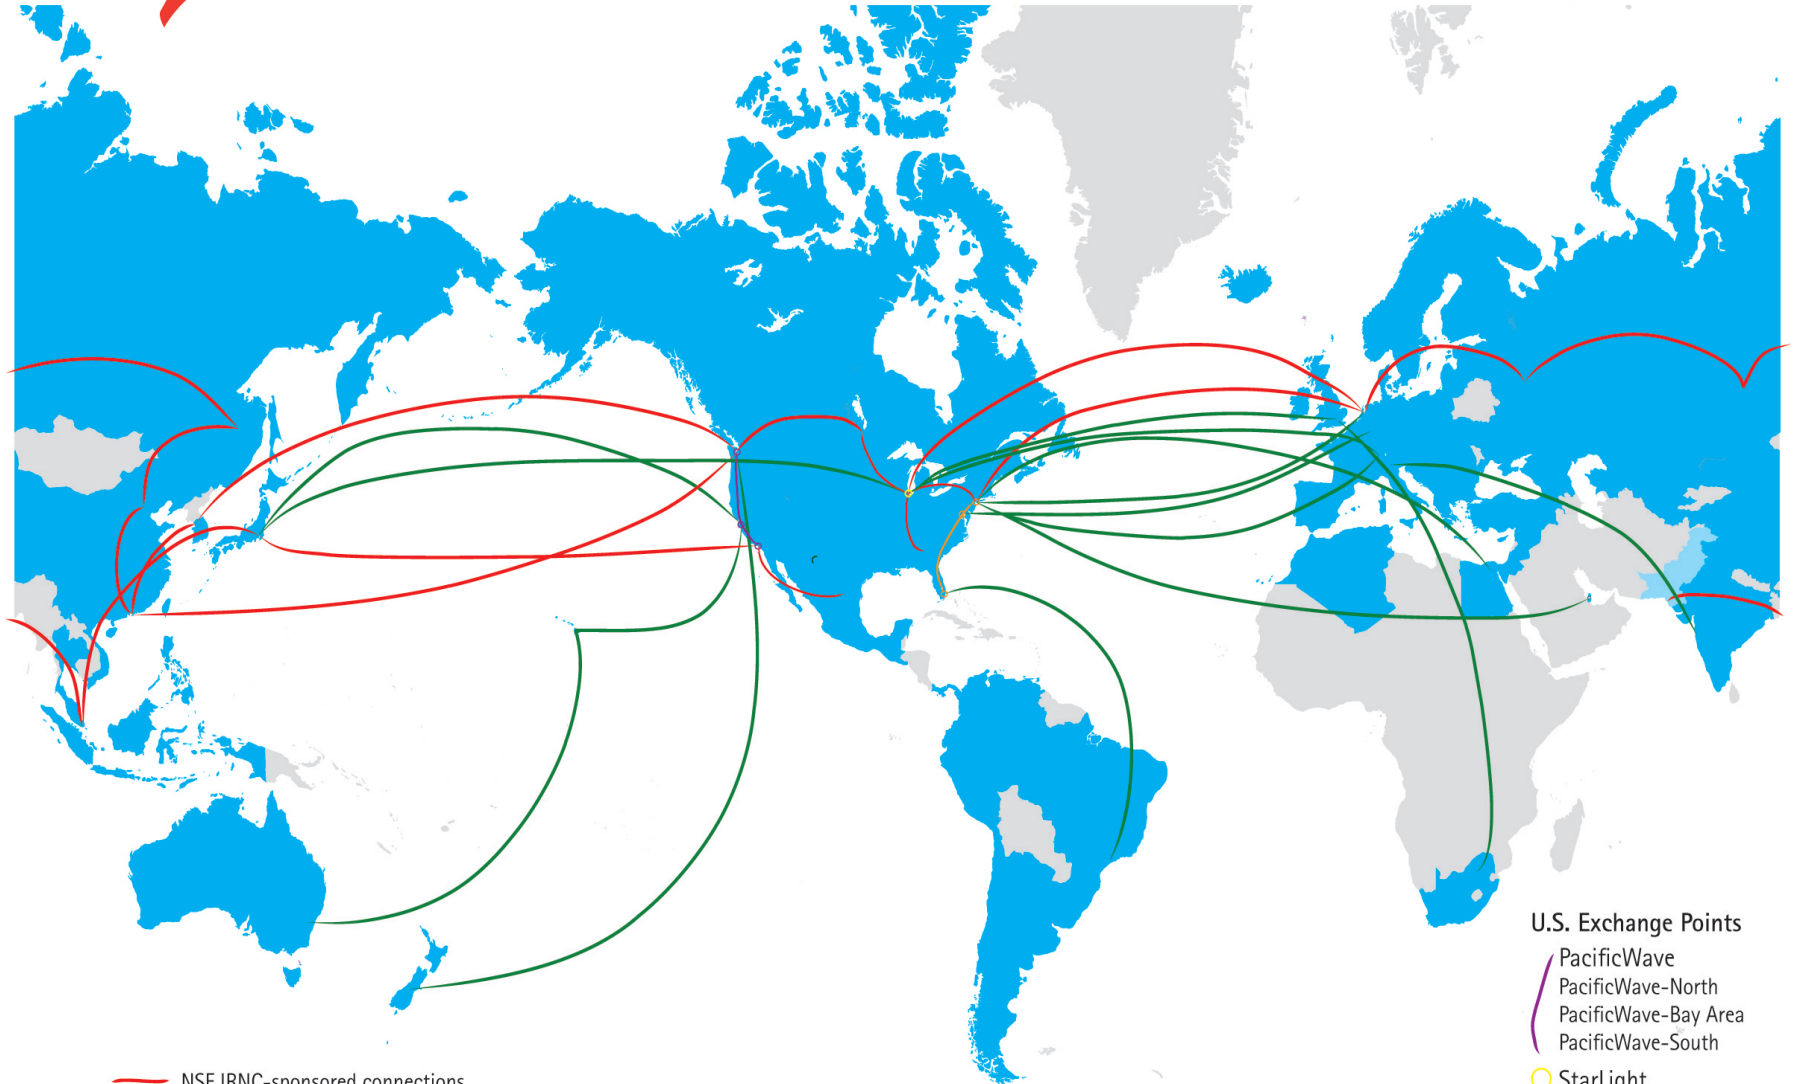 U.S. Exchange Points
PacificWave
PacificWave-North
PacificWave-Bay Area
PacificWave-South
StarLight
NSF IRNC-sponsored connections